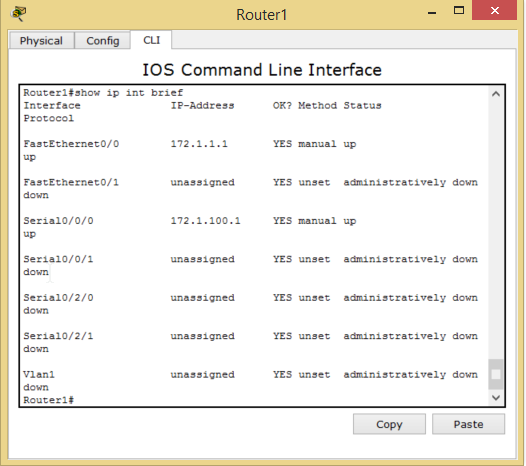 Router1
Physical Config CLI
IOS Command Line Interface
Router1#show ip int brief
Interface IP-Address OK? Method Status
Protocol
FastEthernet0/0 172.1.1.1 YES manual up
up
FastEthernet0/1 unassigned YES unset administratively down
down
Serial0/0/0 172.1.100.1 YES manual up
up
Serial0/0/1 unassigned YES unset administratively down
down
Serial0/2/0 unassigned YES unset administratively down
down
Serial0/2/1 unassigned YES unset administratively down
down
Vlan1 unassigned YES unset administratively down
down
Router1#
Copy Paste